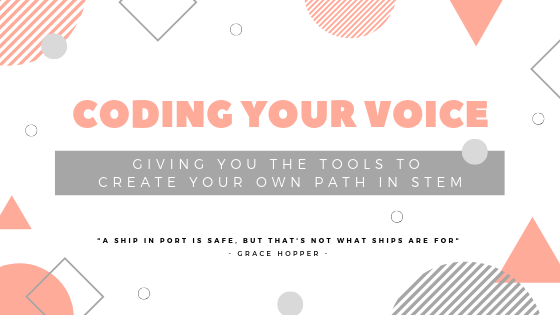 CODING YOUR VOICE
GIVING YOU THE TOOLS TO
CREATE YOUR OWN PATH IN STEM
"A SHIP IN PORT IS SAFE, BUT THAT'S NOT WHAT SHIPS ARE FOR"
- GRACE HOPPER -